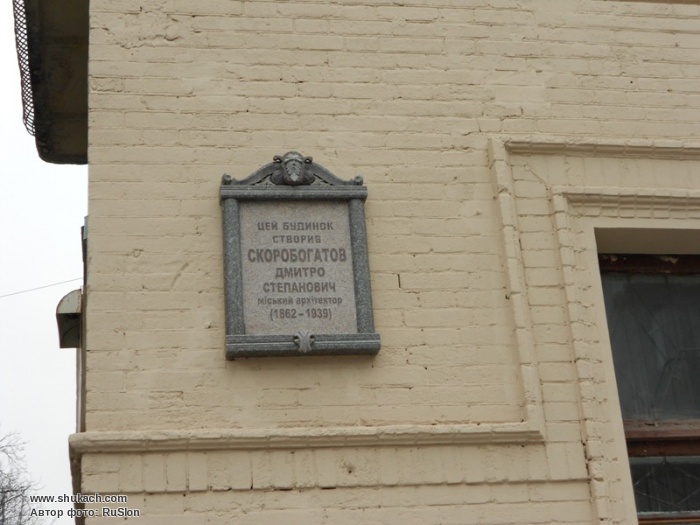 ЦЕЙ БУДИНОК
СТВОРИВ
СКОРОБОГАТОВ
ДМИТРО
СТЕПАНОВИЧ
міський архітектор
(1862 - 1939)
www.shukach.com
Автор фото: RuSlon